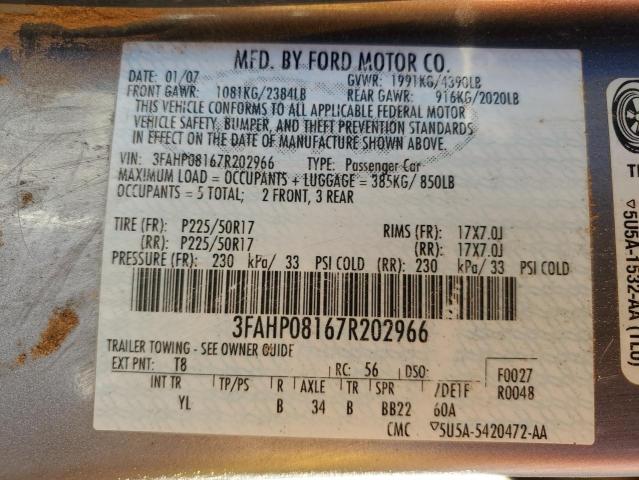 MFD. BY FORD MOTOR CO.
DATE: 01/07 GVWR: 1991KG/4390LB
FRONT GAWR: 1081KG/2384LB REAR GAWR: 916KG/2020LB
THIS VEHICLE CONFORMS TO ALL APPLICABLE FEDERAL MOTOR
VEHICLE SAFETY, BUMPER, AND THEFT PREVENTION STANDARDS
IN EFFECT ON THE DATE OF MANUFACTURE SHOWN ABOVE.
VIN: 3FAHP08167R202966 TYPE: Passenger Car
MAXIMUM LOAD = OCCUPANTS + LUGGAGE = 385KG/ 850LB
OCCUPANTS = 5 TOTAL; 2 FRONT, 3 REAR
TIRE (FR): P225/50R17 RIMS (FR): 17X7.0J
(RR): P225/50R17 (RR): 17X7.0J
PRESSURE (FR): 230 kPa/ 33 PSI COLD (RR): 230 kPa/ 33 PSI COLD
3FAHP08167R202966
TRAILER TOWING - SEE OWNER GUIDE
EXT PNT: T8 RC: 56 DSO: F0027
INT TR TP/PS R AXLE TR SPR /DE1F R0048
YL B 34 B BB22 60A
CMC ▽5U5A-5420472-AA
▽5U5A-1532-AA (TL6)